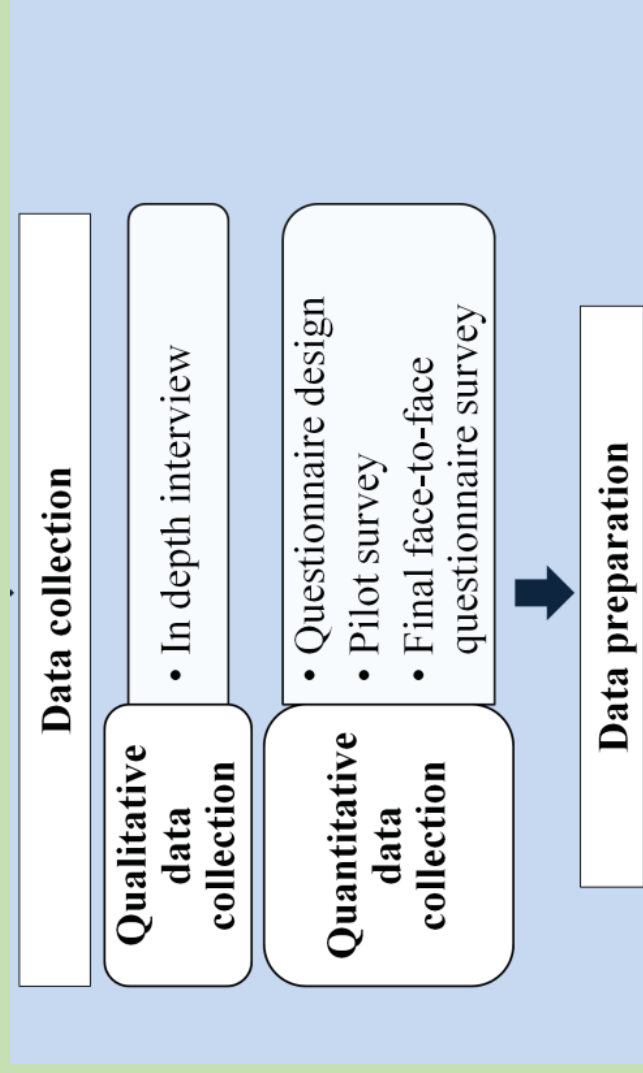 Data collection
Qualitative
data
collection
• In depth interview
Quantitative
data
collection
• Questionnaire design
• Pilot survey
• Final face-to-face
questionnaire survey
Data preparation